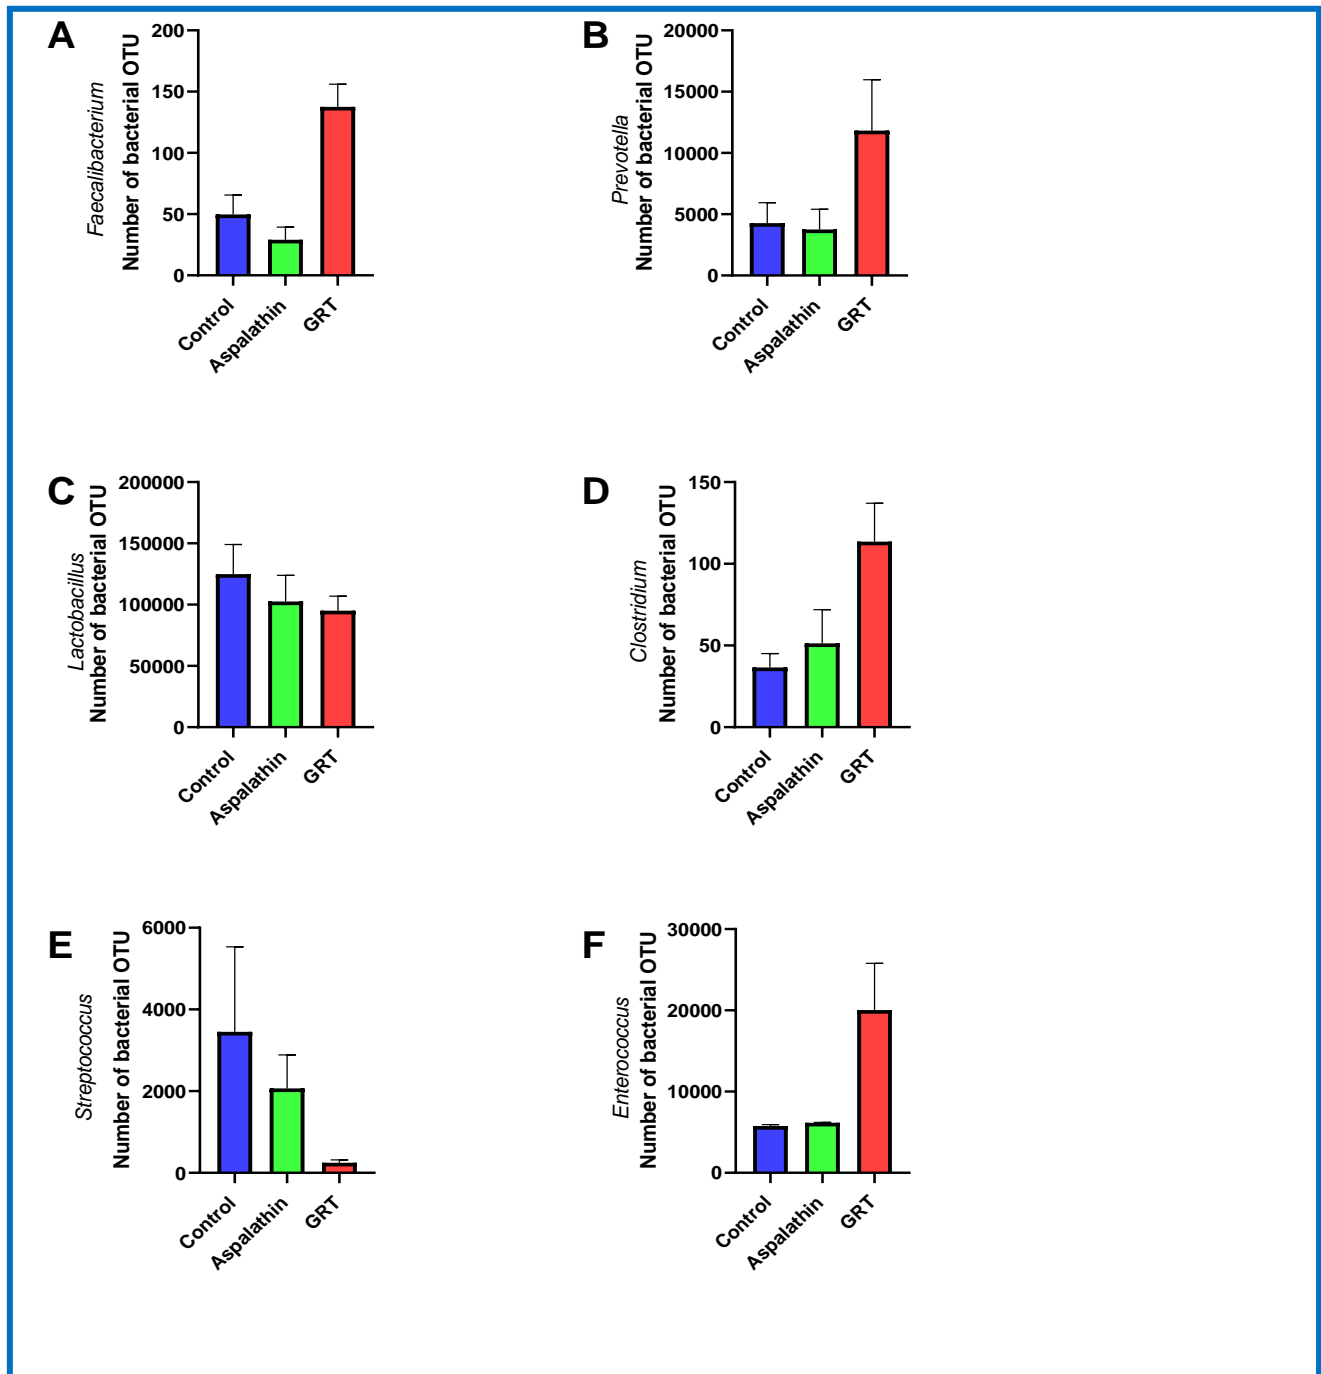 A
Faecalibacterium
Number of bacterial OTU
200
150
100
50
0
Control
Aspalathin
GRT
B
Prevotella
Number of bacterial OTU
20000
15000
10000
5000
0
Control
Aspalathin
GRT
C
Lactobacillus
Number of bacterial OTU
200000
150000
100000
50000
0
Control
Aspalathin
GRT
D
Clostridium
Number of bacterial OTU
150
100
50
0
Control
Aspalathin
GRT
E
Streptococcus
Number of bacterial OTU
6000
4000
2000
0
Control
Aspalathin
GRT
F
Enterococcus
Number of bacterial OTU
30000
20000
10000
0
Control
Aspalathin
GRT